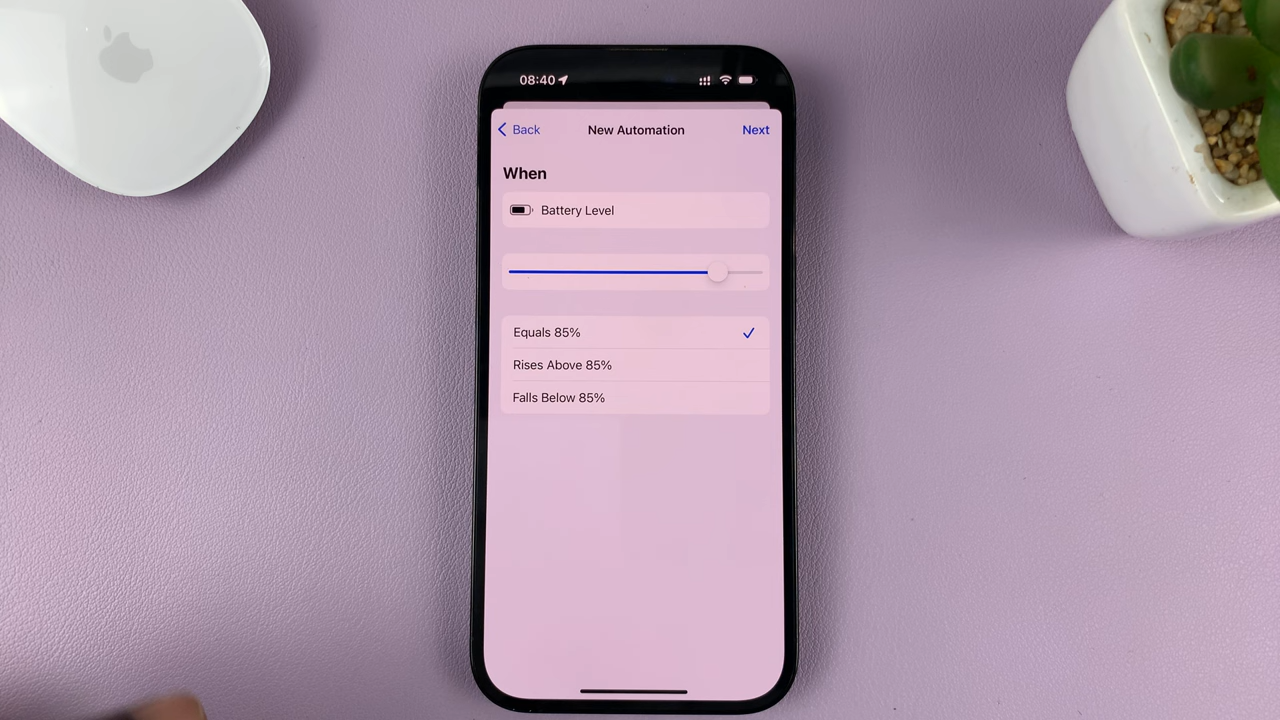 08:40
Back
New Automation
Next
When
Battery Level
Equals 85%
Rises Above 85%
Falls Below 85%